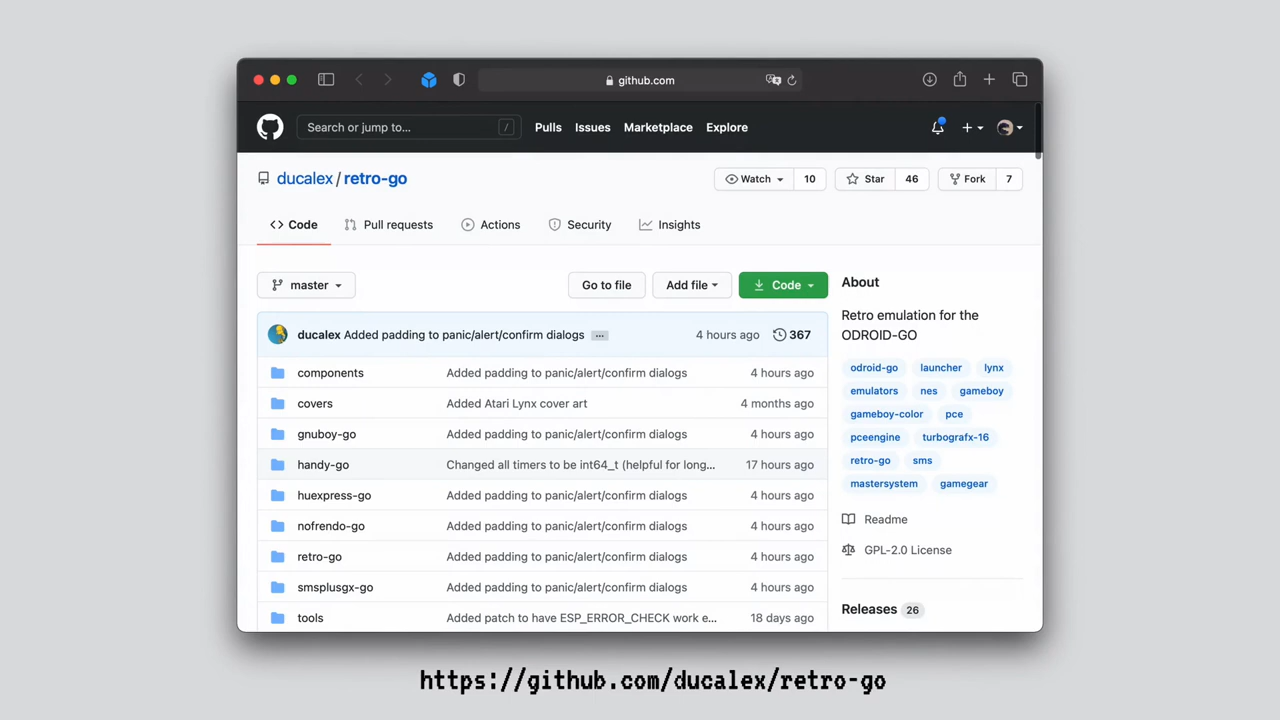 github.com
Search or jump to... /
Pulls Issues Marketplace Explore
ducalex / retro-go
Watch 10 Star 46 Fork 7
<> Code Pull requests Actions Security Insights
master Go to file Add file Code
About
Retro emulation for the
ODROID-GO
ducalex Added padding to panic/alert/confirm dialogs ... 4 hours ago 367
components Added padding to panic/alert/confirm dialogs 4 hours ago
covers Added Atari Lynx cover art 4 months ago
gnuboy-go Added padding to panic/alert/confirm dialogs 4 hours ago
handy-go Changed all timers to be int64_t (helpful for long... 17 hours ago
huexpress-go Added padding to panic/alert/confirm dialogs 4 hours ago
nofrendo-go Added padding to panic/alert/confirm dialogs 4 hours ago
retro-go Added padding to panic/alert/confirm dialogs 4 hours ago
smsplusgx-go Added padding to panic/alert/confirm dialogs 4 hours ago
tools Added patch to have ESP_ERROR_CHECK work e... 18 days ago
odroid-go launcher lynx
emulators nes gameboy
gameboy-color pce
pceengine turbografx-16
retro-go sms
mastersystem gamegear
Readme
GPL-2.0 License
Releases 26
https://github.com/ducalex/retro-go